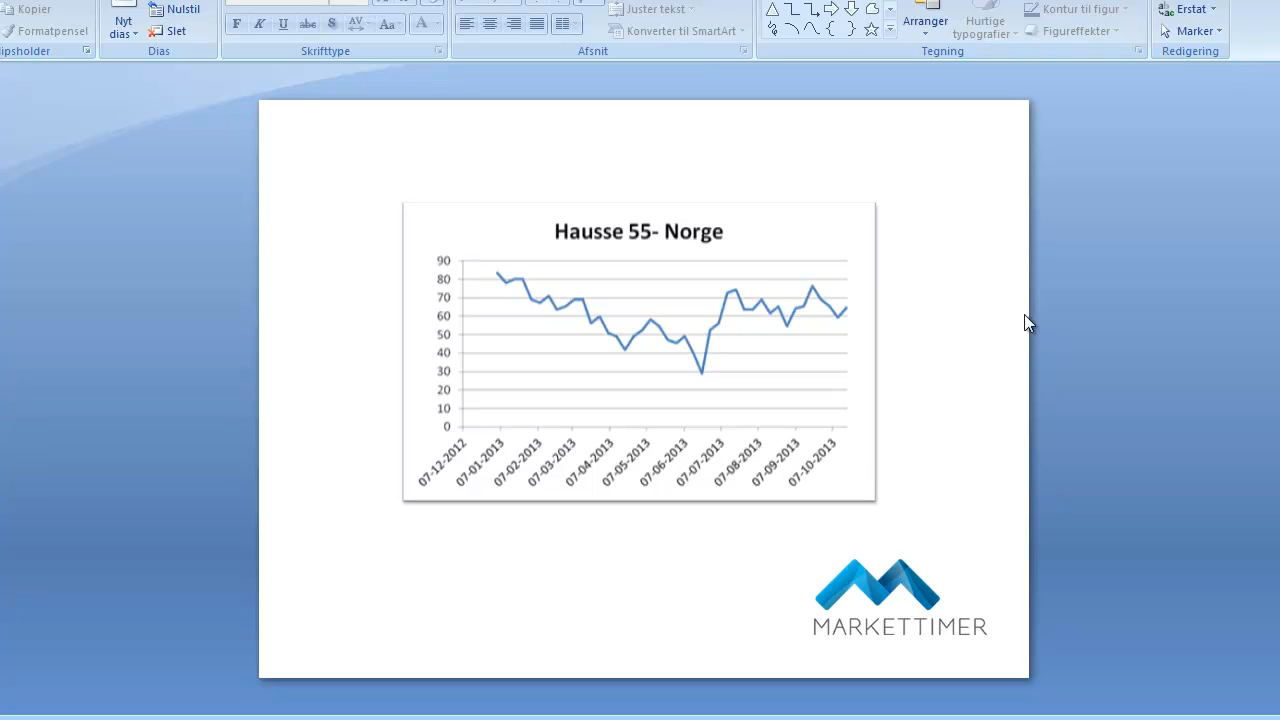 Kopier
Nulstil
Juster tekst
Kontur til figur
Erstat
Formatpensel
Nyt
dias
Slet
F K U abc S AV Aa A
Konverter til SmartArt
Arranger
Hurtige
typografier
Figureffekter
Marker
Dias
Skrifttype
Afsnit
Tegning
Redigering
Hausse 55- Norge
90
80
70
60
50
40
30
20
10
0
07-12-2012
07-01-2013
07-02-2013
07-03-2013
07-04-2013
07-05-2013
07-06-2013
07-07-2013
07-08-2013
07-09-2013
07-10-2013
MARKETTIMER